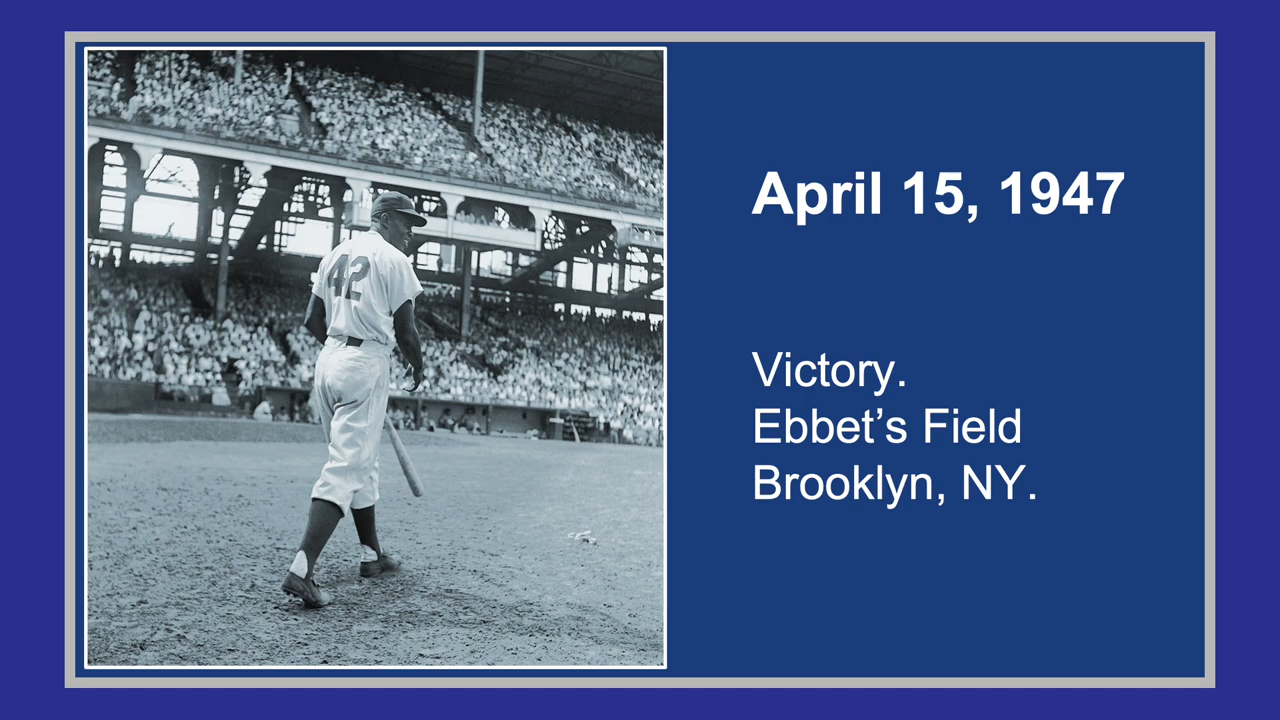 42
April 15, 1947
Victory.
Ebbet’s Field
Brooklyn, NY.